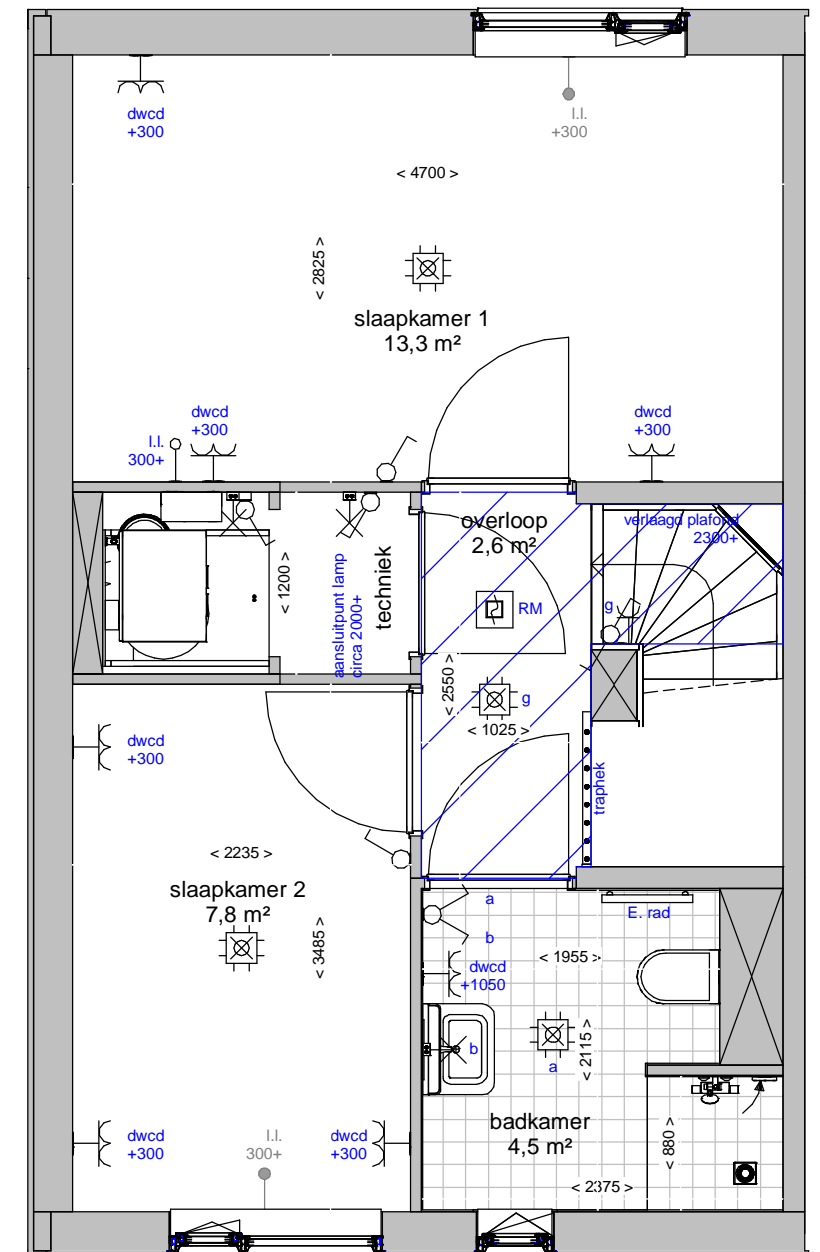 dwcd
+300
l.l.
+300
< 4700 >
< 2825 >
slaapkamer 1
13,3 m²
dwcd
+300
l.l.
300+
dwcd
+300
overloop
2,6 m²
verlaagd plafond
2300+
< 1200 >
aansluitpunt lamp
circa 2000+
techniek
RM
g
< 2550 >
g
< 1025 >
traphek
dwcd
+300
< 2235 >
slaapkamer 2
7,8 m²
< 3485 >
a
b
E. rad
dwcd
+1050
< 1955 >
b
a
< 2115 >
badkamer
4,5 m²
< 880 >
< 2375 >
dwcd
+300
l.l.
300+
dwcd
+300